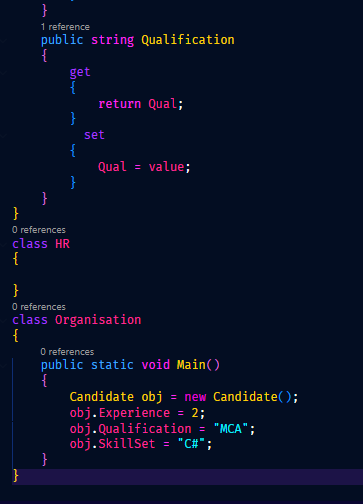 }
1 reference
public string Qualification
{
get
{
return Qual;
}
set
{
Qual = value;
}
}
}
0 references
class HR
{
}
0 references
class Organisation
{
0 references
public static void Main()
{
Candidate obj = new Candidate();
obj.Experience = 2;
obj.Qualification = "MCA";
obj.SkillSet = "C#";
}
}